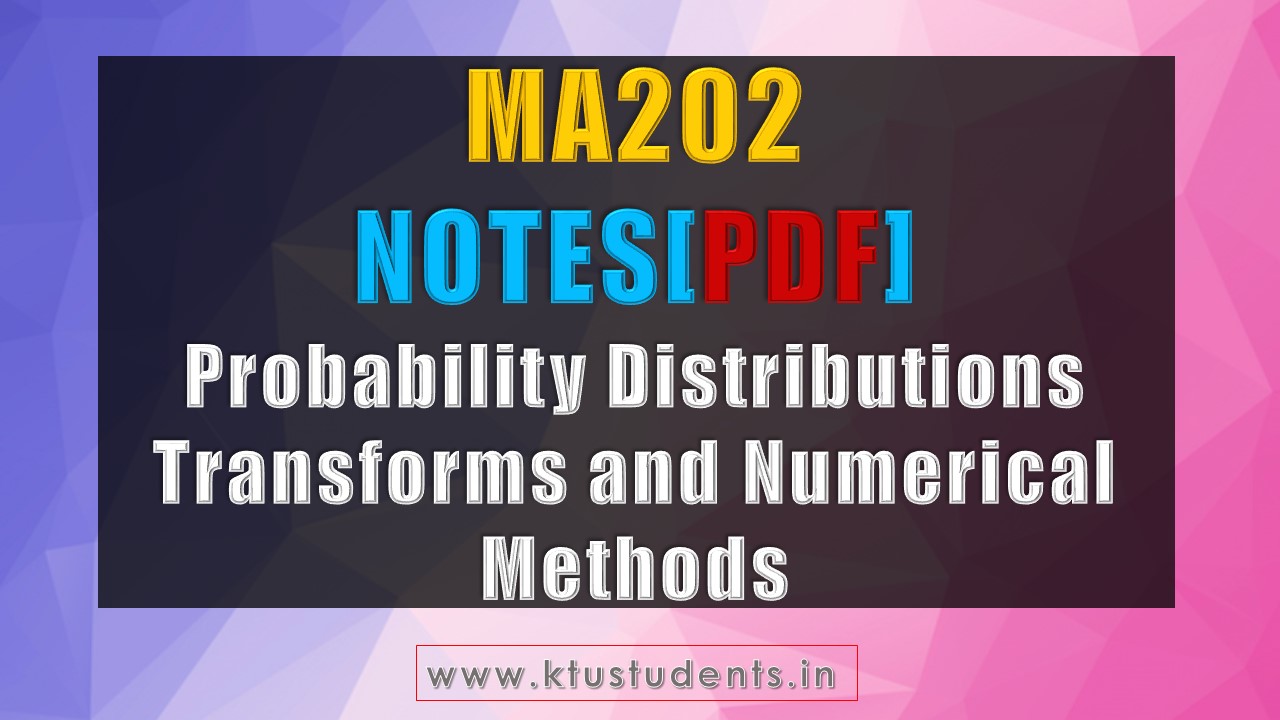 MA202
NOTES[PDF]
Probability Distributions
Transforms and Numerical
Methods
www.ktustudents.in